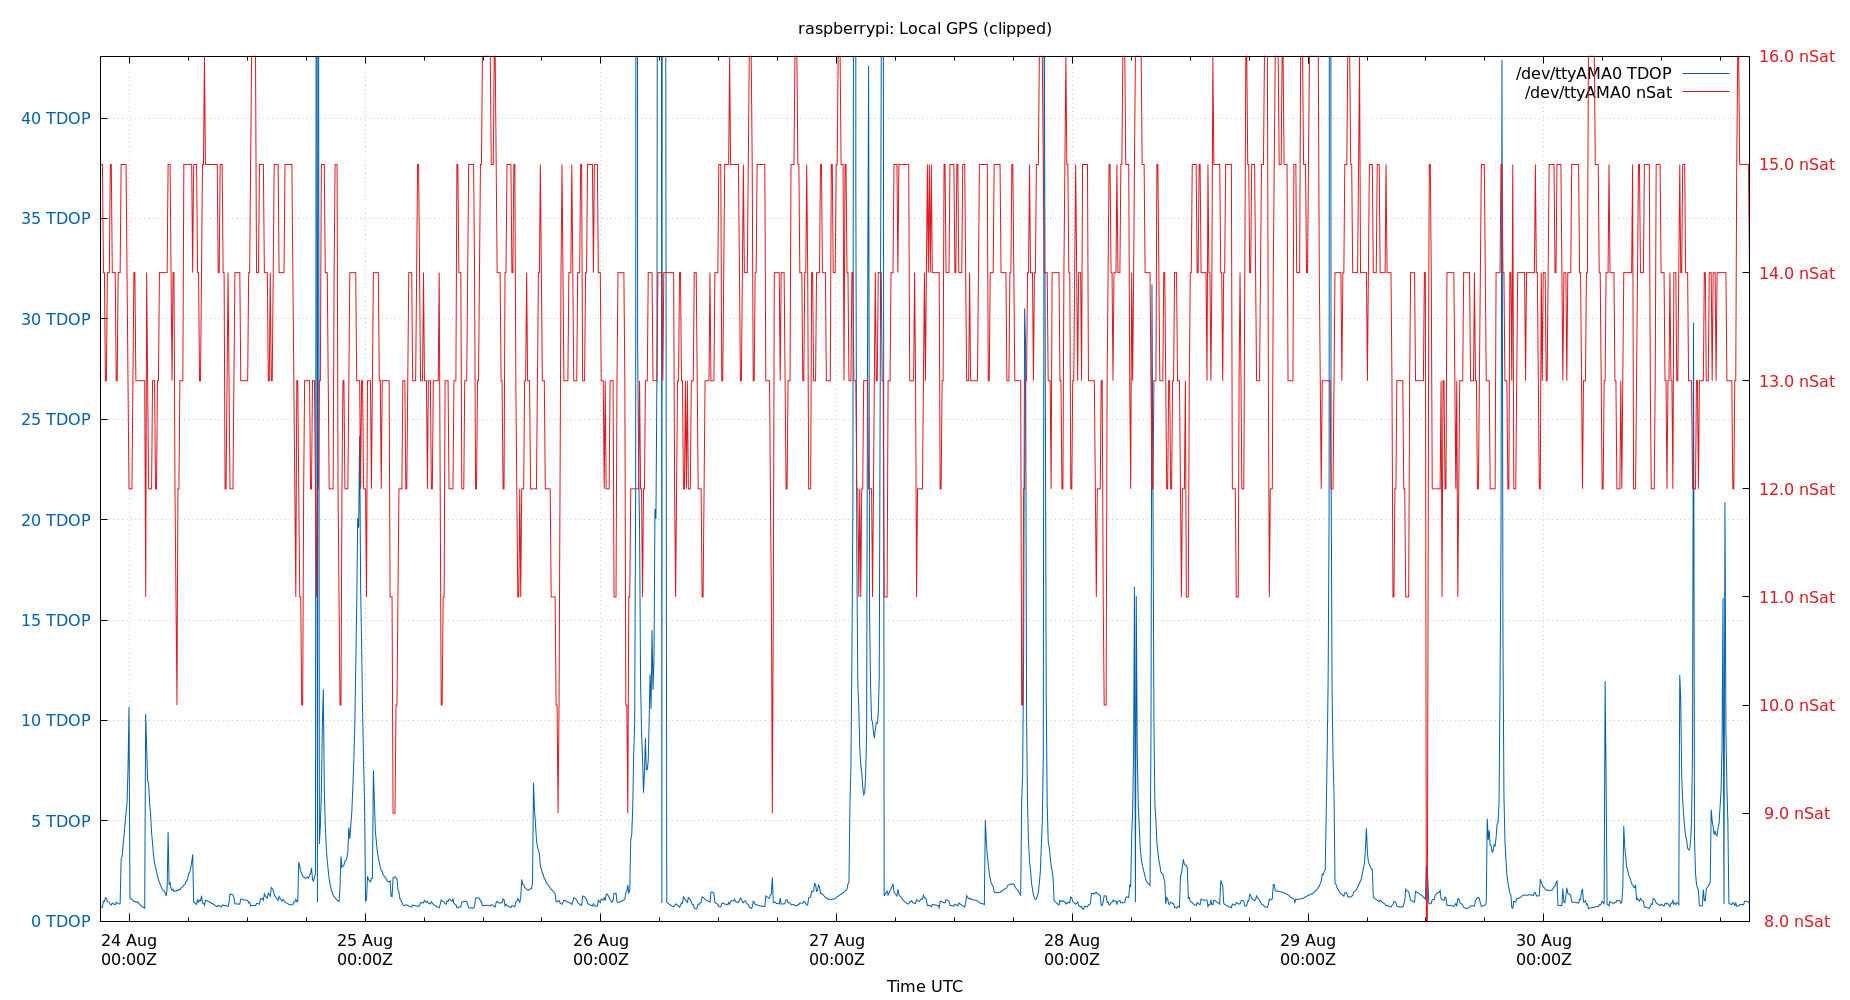 raspberrypi: Local GPS (clipped)
/dev/ttyAMA0 TDOP
/dev/ttyAMA0 nSat
40 TDOP
35 TDOP
30 TDOP
25 TDOP
20 TDOP
15 TDOP
10 TDOP
5 TDOP
0 TDOP
16.0 nSat
15.0 nSat
14.0 nSat
13.0 nSat
12.0 nSat
11.0 nSat
10.0 nSat
9.0 nSat
8.0 nSat
24 Aug
00:00Z
25 Aug
00:00Z
26 Aug
00:00Z
27 Aug
00:00Z
28 Aug
00:00Z
29 Aug
00:00Z
30 Aug
00:00Z
Time UTC